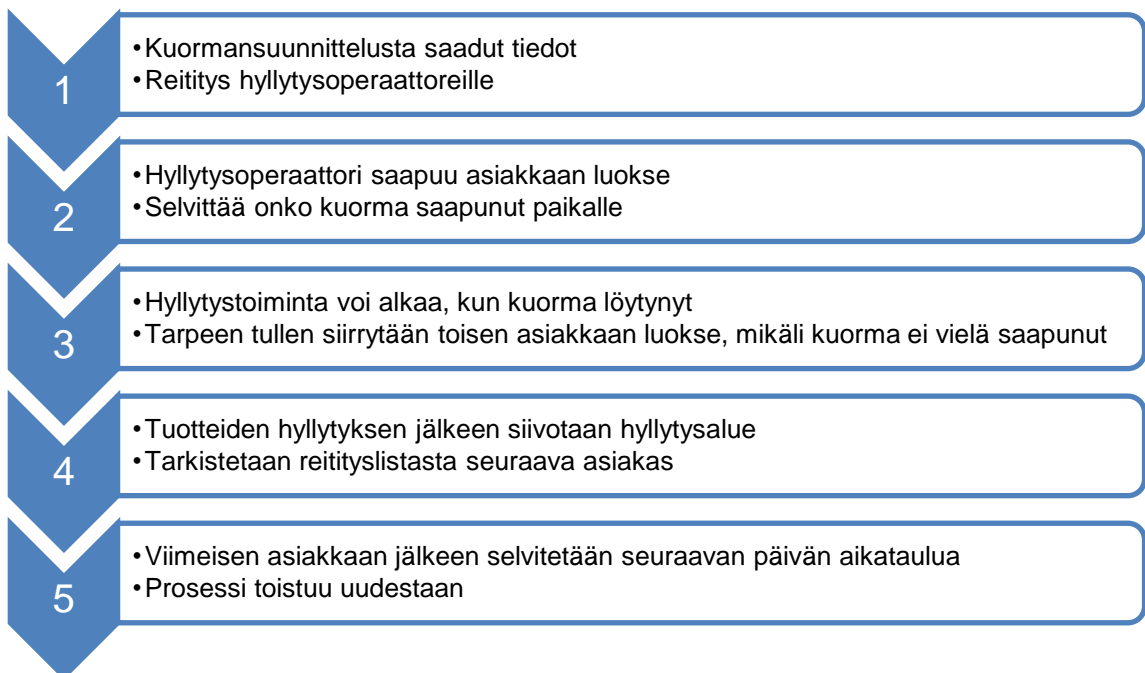 1
•Kuormansuunnittelusta saadut tiedot
•Reititys hyllytysoperaattoreille
2
•Hyllytysoperaattori saapuu asiakkaan luokse
•Selvittää onko kuorma saapunut paikalle
3
•Hyllytystoiminta voi alkaa, kun kuorma löytynyt
•Tarpeen tullen siirrytään toisen asiakkaan luokse, mikäli kuorma ei vielä saapunut
4
•Tuotteiden hyllytyksen jälkeen siivotaan hyllytysalue
•Tarkistetaan reitityslistasta seuraava asiakas
5
•Viimeisen asiakkaan jälkeen selvitetään seuraavan päivän aikataulua
•Prosessi toistuu uudestaan